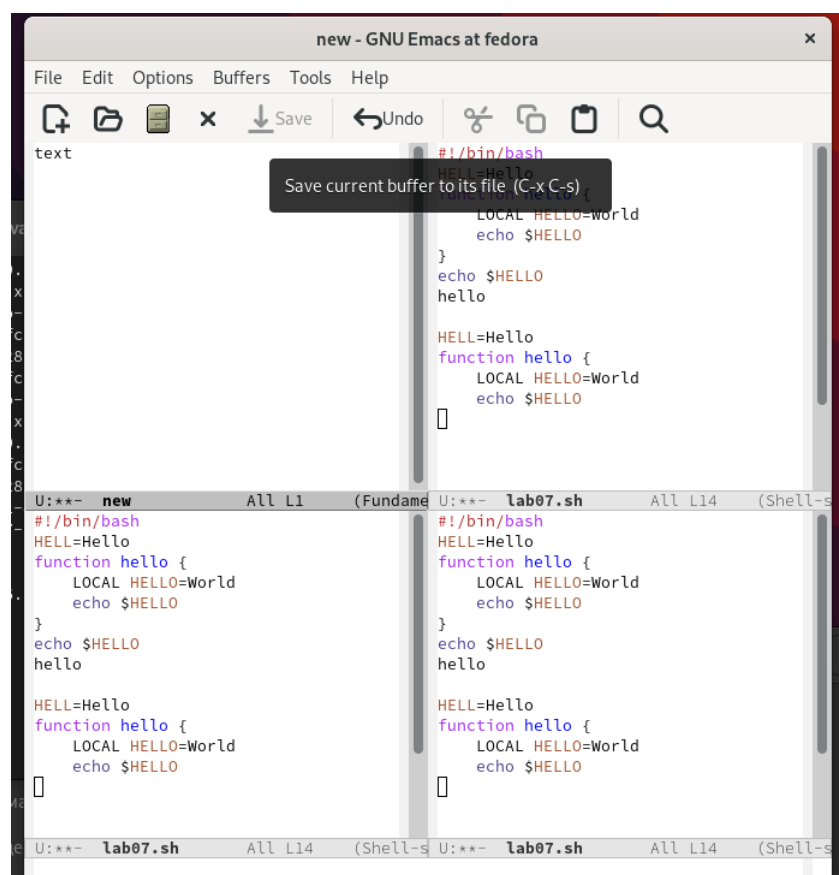 new - GNU Emacs at fedora ×
File Edit Options Buffers Tools Help
Save Undo
text
Save current buffer to its file (C-x C-s)
U:**- new All L1 (Fundame
#!/bin/bash
HELL=Hello
function hello {
LOCAL HELLO=World
echo $HELLO
}
echo $HELLO
hello
HELL=Hello
function hello {
LOCAL HELLO=World
echo $HELLO
U:**- lab07.sh All L14 (Shell-s
#!/bin/bash
HELL=Hello
function hello {
LOCAL HELLO=World
echo $HELLO
}
echo $HELLO
hello
HELL=Hello
function hello {
LOCAL HELLO=World
echo $HELLO
U:**- lab07.sh All L14 (Shell-s
#!/bin/bash
HELL=Hello
function hello {
LOCAL HELLO=World
echo $HELLO
}
echo $HELLO
hello
HELL=Hello
function hello {
LOCAL HELLO=World
echo $HELLO
U:**- lab07.sh All L14 (Shell-s